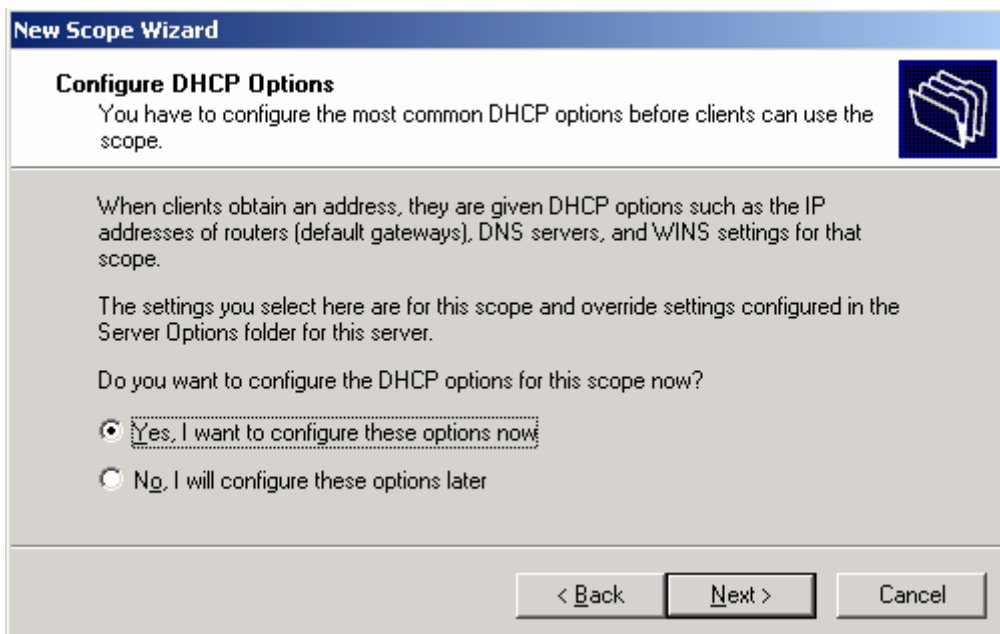 New Scope Wizard
Configure DHCP Options
You have to configure the most common DHCP options before clients can use the
scope.
When clients obtain an address, they are given DHCP options such as the IP
addresses of routers (default gateways), DNS servers, and WINS settings for that
scope.
The settings you select here are for this scope and override settings configured in the
Server Options folder for this server.
Do you want to configure the DHCP options for this scope now?
Yes, I want to configure these options now
No, I will configure these options later
< Back Next > Cancel